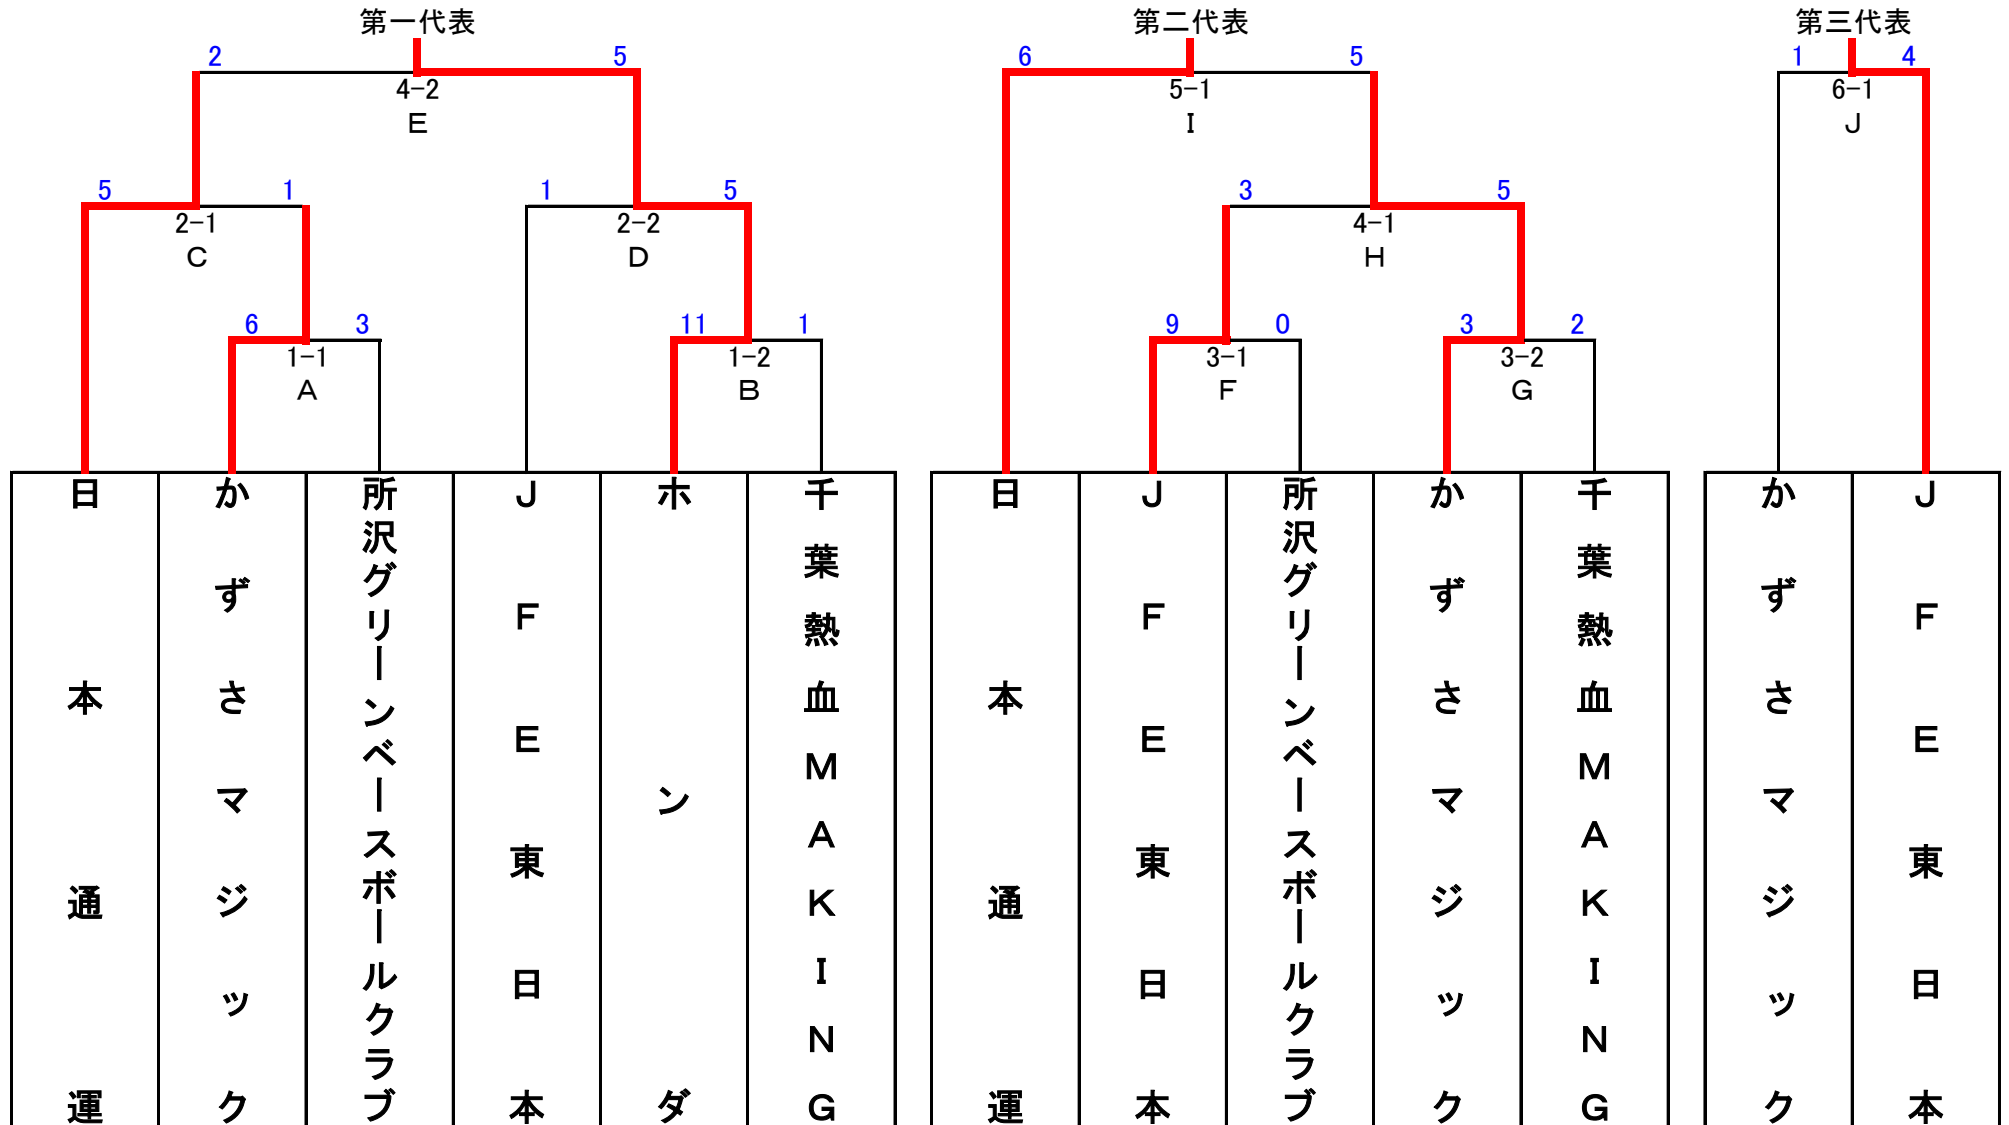 第一代表
第二代表
第三代表
2 5
6 5
1 4
4−2
5−1
6−1
E
I
J
5 1
1 5
3 5
2−1
2−2
4−1
C
D
H
6 3
11 1
9 0
3 2
1−1
1−2
3−1
3−2
A
B
F
G
日本通運
かずさマジック
所沢グリーンベースボールクラブ
JFE東日本
ホンダ
千葉熱血MAKING
日本通運
JFE東日本
所沢グリーンベースボールクラブ
かずさマジック
千葉熱血MAKING
かずさマジック
JFE東日本